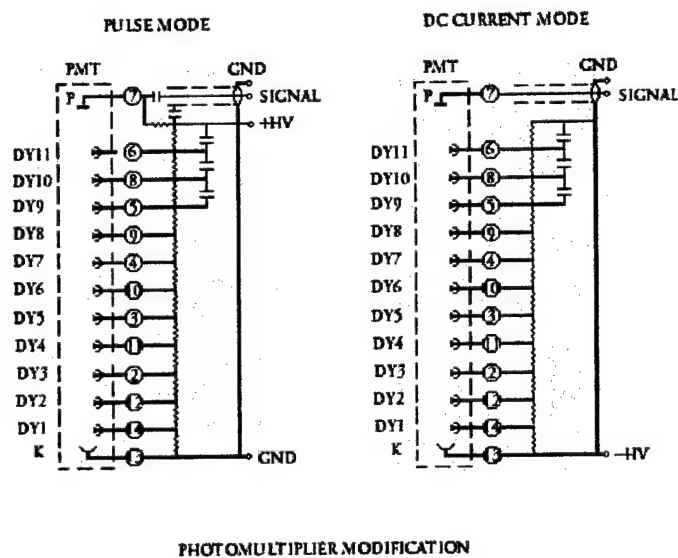 PULSE MODE
PMT
GND
P
7
SIGNAL
+HV
DY11
6
DY10
8
DY9
5
DY8
9
DY7
4
DY6
10
DY5
3
DY4
11
DY3
2
DY2
12
DY1
14
K
13
GND
DC CURRENT MODE
PMT
GND
P
7
SIGNAL
DY11
6
DY10
8
DY9
5
DY8
9
DY7
4
DY6
10
DY5
3
DY4
11
DY3
2
DY2
12
DY1
14
K
13
-HV
PHOTOMULTIPLIER MODIFICATION